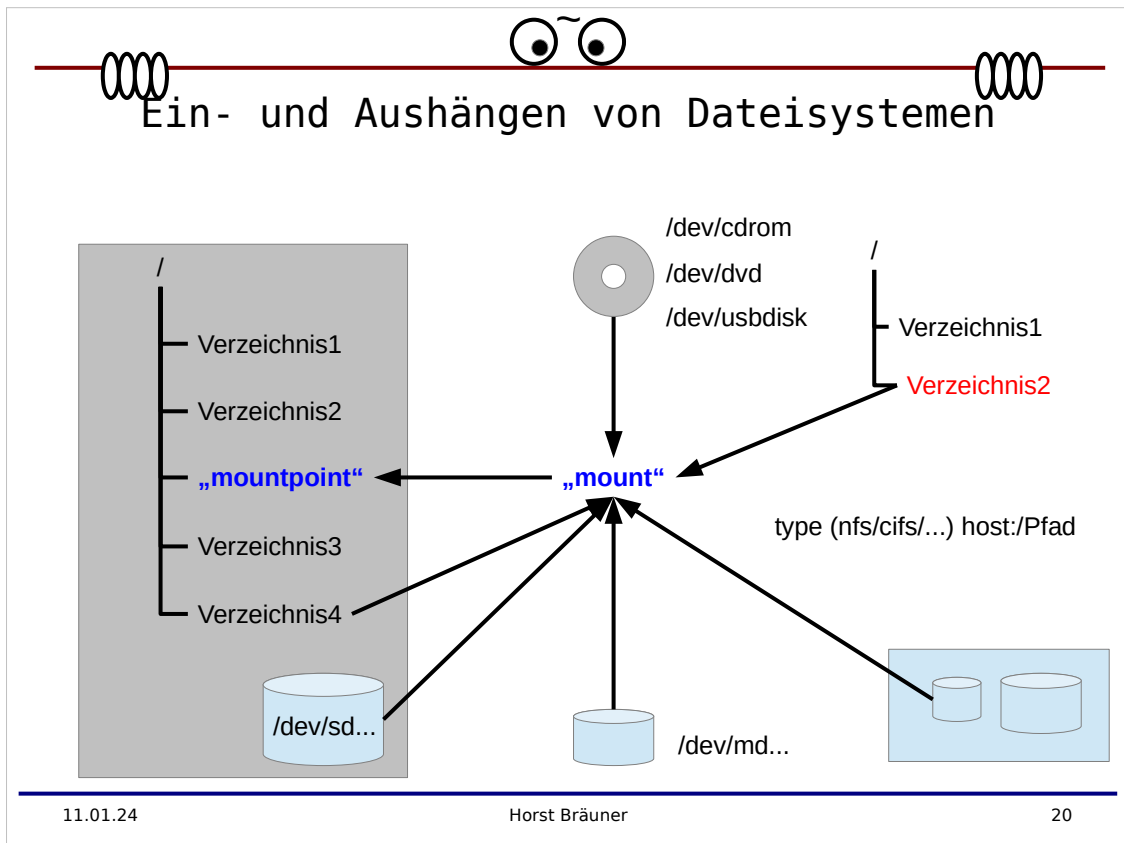 Ein- und Aushängen von Dateisystemen
/
Verzeichnis1
Verzeichnis2
„mountpoint“
Verzeichnis3
Verzeichnis4
/dev/sd...
/dev/cdrom
/dev/dvd
/dev/usbdisk
„mount“
/dev/md...
/
Verzeichnis1
Verzeichnis2
type (nfs/cifs/...) host:/Pfad
11.01.24
Horst Bräuner
20